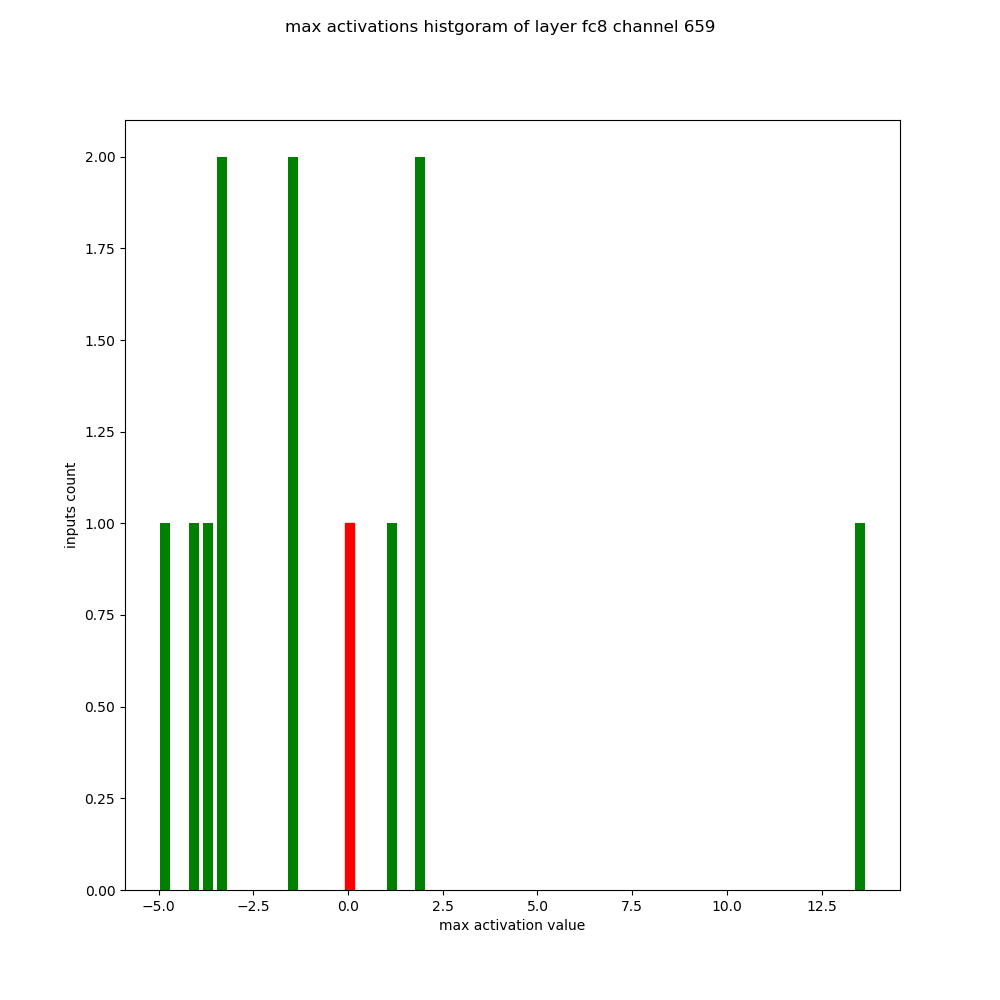 max activations histgoram of layer fc8 channel 659
2.00
1.75
1.50
1.25
1.00
0.75
0.50
0.25
0.00
inputs count
−5.0 −2.5 0.0 2.5 5.0 7.5 10.0 12.5
max activation value